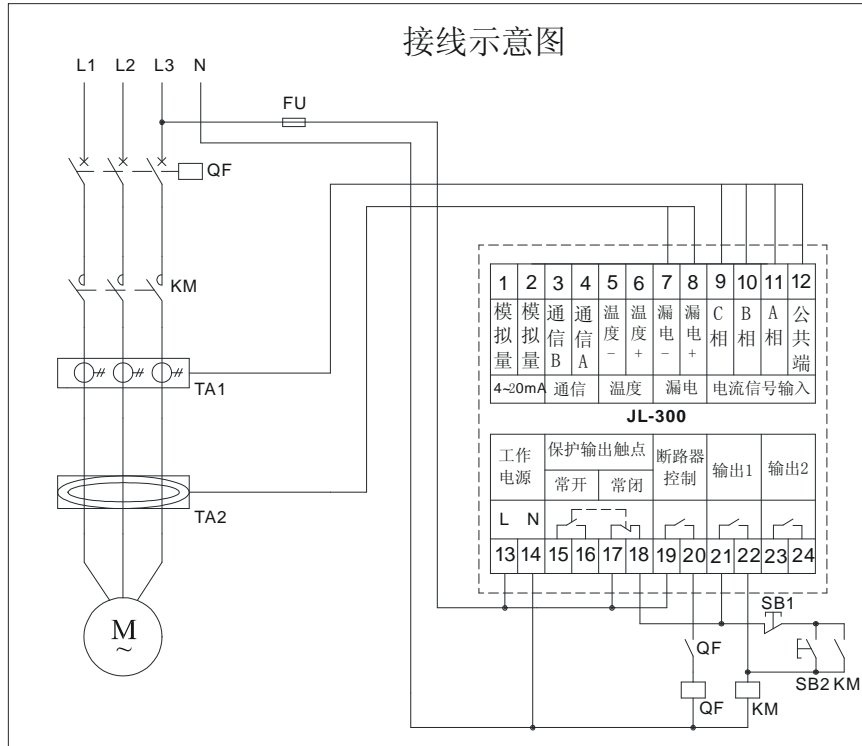 接线示意图
L1 L2 L3 N
FU
QF
KM
TA1
TA2
M
~
1 2 3 4 5 6 7 8 9 10 11 12
模拟量 模拟量 通信B 通信A 温度- 温度+ 漏电- 漏电+ C相 B相 A相 公共端
4~20mA 通信 温度 漏电 电流信号输入
JL-300
工作电源 保护输出触点 断路器控制 输出1 输出2
常开 常闭
L N
13 14 15 16 17 18 19 20 21 22 23 24
SB1
QF
SB2 KM
QF KM